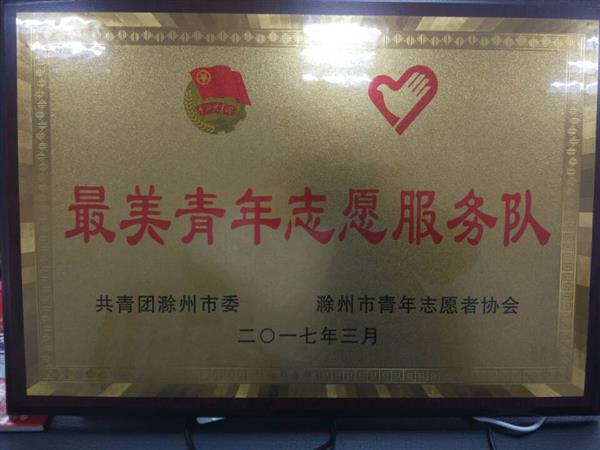 最美青年志愿服务队
共青团滁州市委 滁州市青年志愿者协会
二〇一七年三月